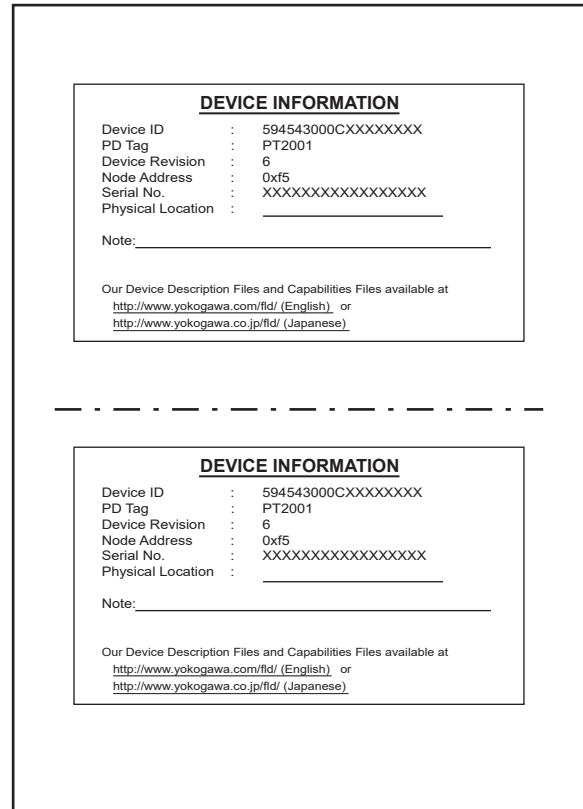 DEVICE INFORMATION
Device ID : 594543000CXXXXXXXX
PD Tag : PT2001
Device Revision : 6
Node Address : 0xf5
Serial No. : XXXXXXXXXXXXXXXXX
Physical Location :
Note:
Our Device Description Files and Capabilities Files available at
http://www.yokogawa.com/fld/ (English) or
http://www.yokogawa.co.jp/fld/ (Japanese)
DEVICE INFORMATION
Device ID : 594543000CXXXXXXXX
PD Tag : PT2001
Device Revision : 6
Node Address : 0xf5
Serial No. : XXXXXXXXXXXXXXXXX
Physical Location :
Note:
Our Device Description Files and Capabilities Files available at
http://www.yokogawa.com/fld/ (English) or
http://www.yokogawa.co.jp/fld/ (Japanese)